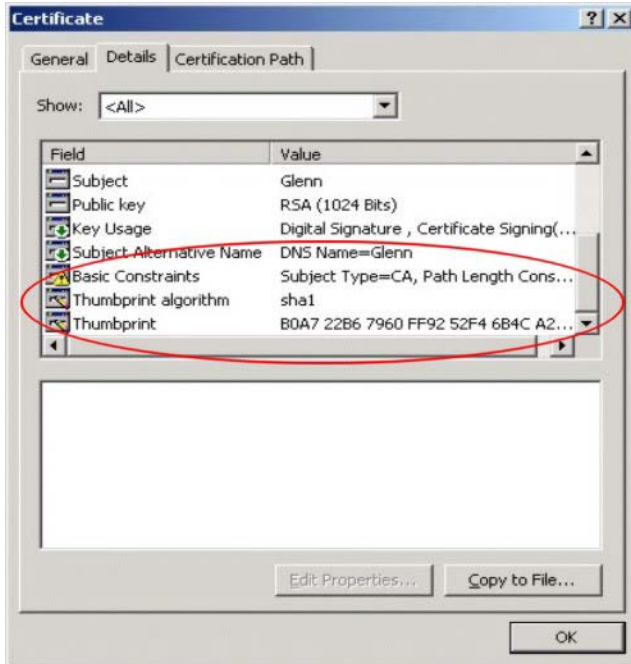 Certificate
General Details Certification Path
Show: <All>
Field Value
Subject Glenn
Public key RSA (1024 Bits)
Key Usage Digital Signature , Certificate Signing(...
Subject Alternative Name DNS Name=Glenn
Basic Constraints Subject Type=CA, Path Length Cons...
Thumbprint algorithm sha1
Thumbprint B0A7 22B6 7960 FF92 52F4 6B4C A2...
Edit Properties... Copy to File...
OK